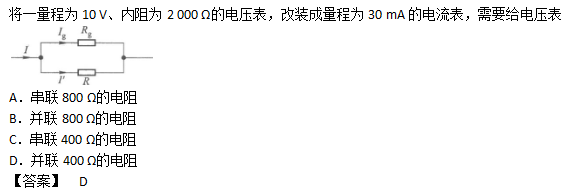 将一量程为 10 V、内阻为 2 000 Ω的电压表，改装成量程为 30 mA 的电流表，需要给电压表
Ig Rg
I
I′ R
A．串联 800 Ω的电阻
B．并联 800 Ω的电阻
C．串联 400 Ω的电阻
D．并联 400 Ω的电阻
【答案】 D